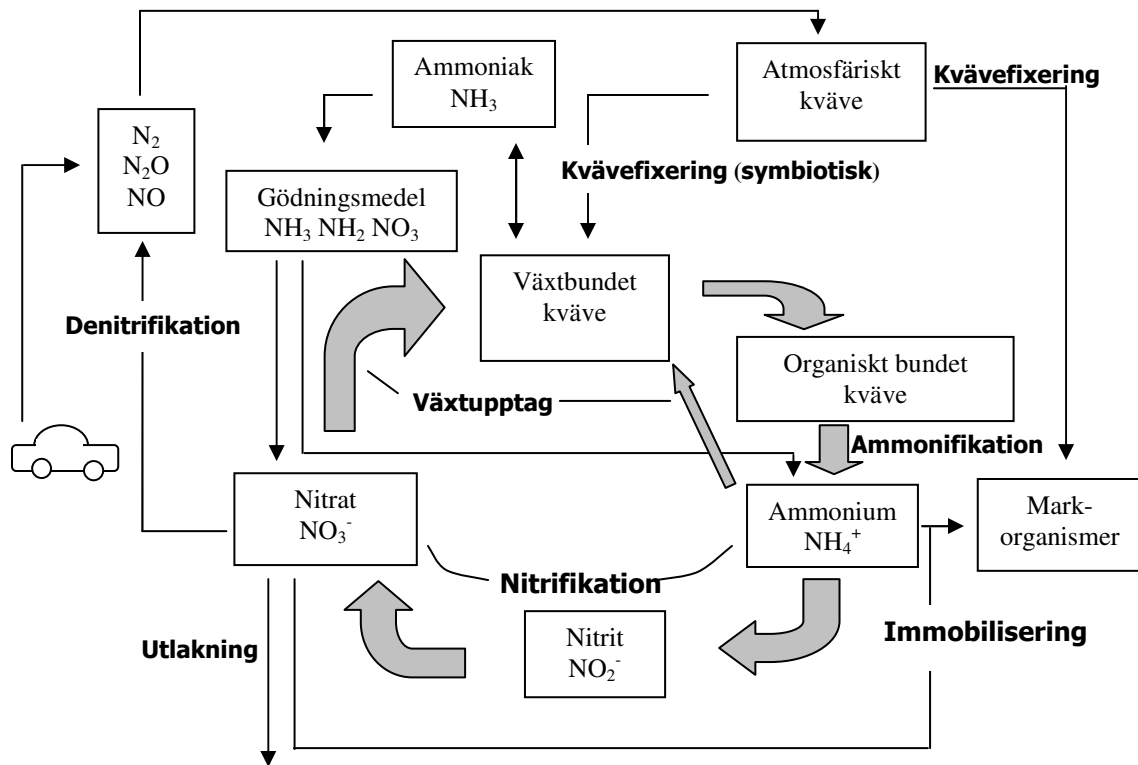 Ammoniak
NH₃
Atmosfäriskt
kväve
Kvävefixering
N₂
N₂O
NO
Kvävefixering (symbiotisk)
Gödningsmedel
NH₃ NH₂ NO₃
Växtbundet
kväve
Denitrifikation
Organiskt bundet
kväve
Växtupptag
Ammonifikation
Nitrat
NO₃⁻
Ammonium
NH₄⁺
Mark-
organismer
Nitrifikation
Nitrit
NO₂⁻
Immobilisering
Utlakning